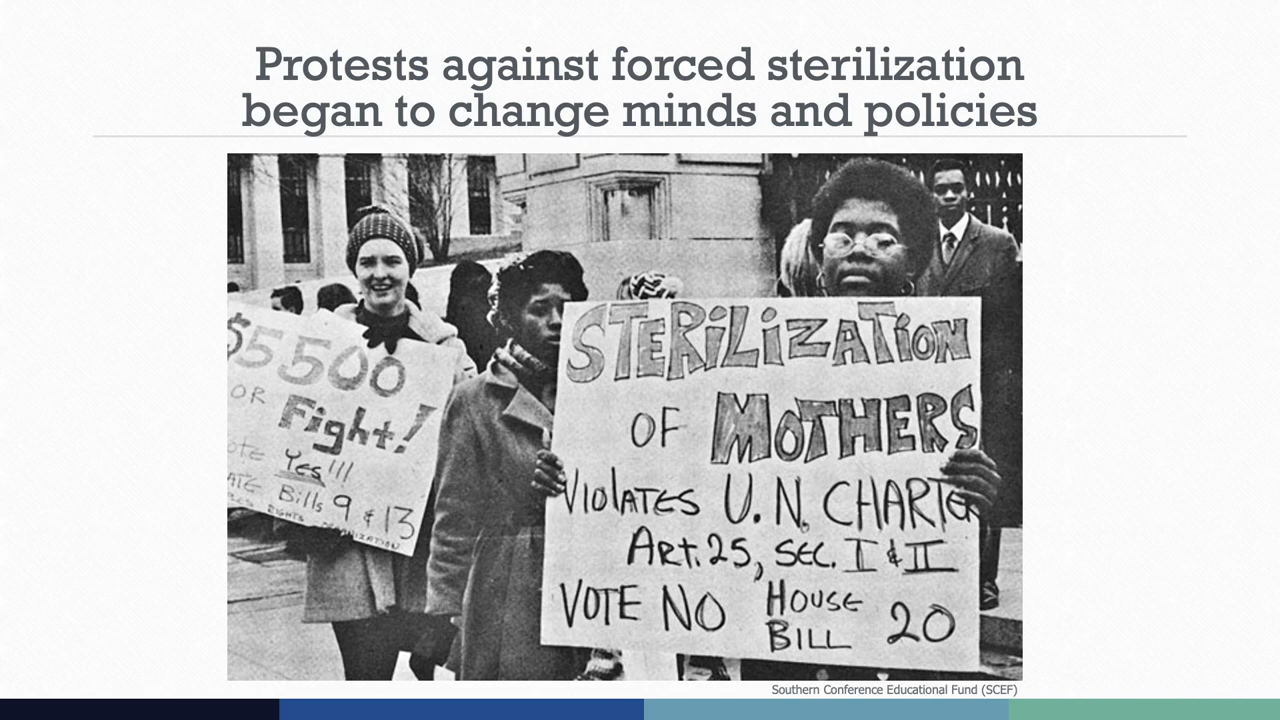 Protests against forced sterilization
began to change minds and policies
$5500
OR Fight!
Yes!!!
Bills 9 & 13
RIGHTS
STERiLiZATiON
OF MOTHERS
VIOLATES U.N. CHARTER
ART. 25, SEC. I & II
VOTE NO HOUSE
BILL 20
Southern Conference Educational Fund (SCEF)